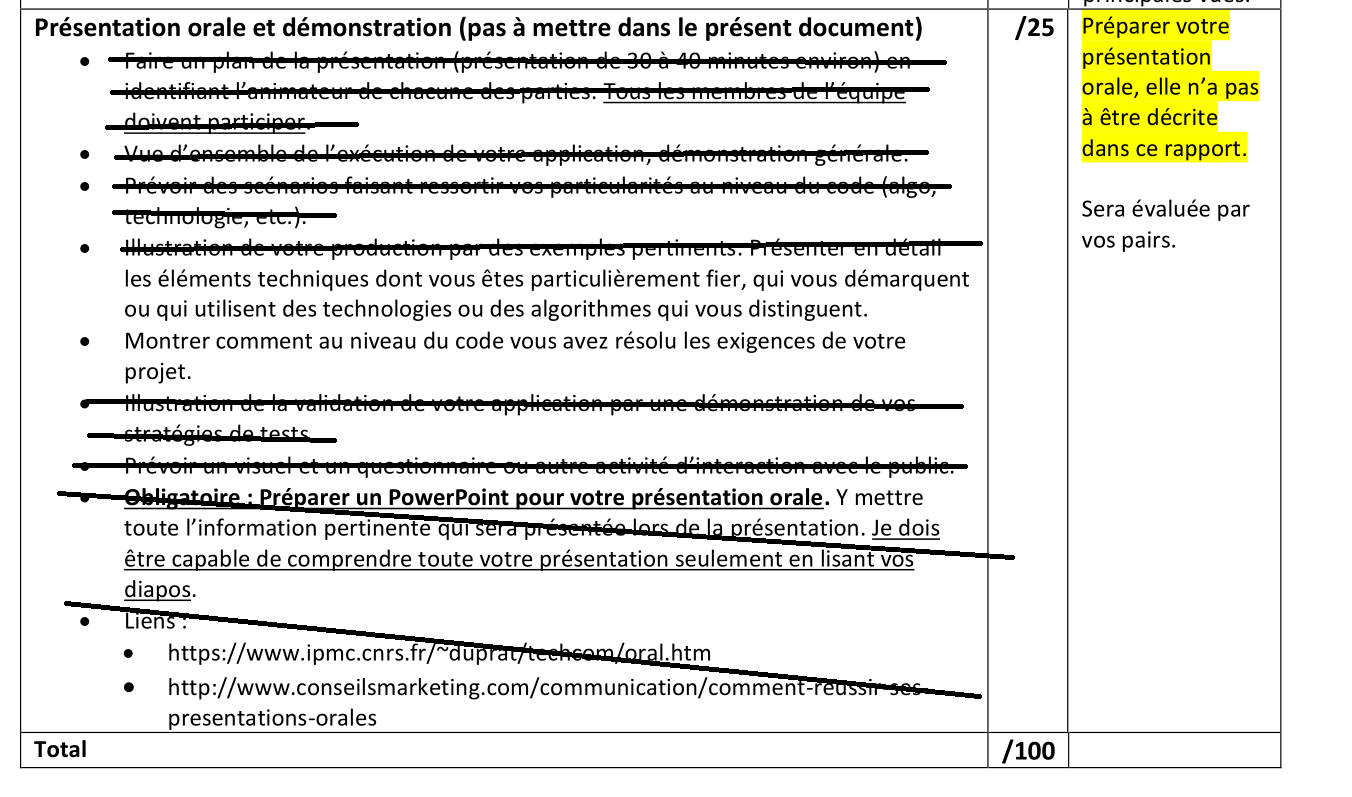 principales vues.
Présentation orale et démonstration (pas à mettre dans le présent document)
/25
Préparer votre
présentation
orale, elle n'a pas
à être décrite
dans ce rapport.
Sera évaluée par
vos pairs.
• Faire un plan de la présentation (présentation de 30 à 40 minutes environ) en
identifiant l'animateur de chacune des parties. Tous les membres de l'équipe
doivent participer.
• Vue d'ensemble de l'exécution de votre application, démonstration générale.
• Prévoir des scénarios faisant ressortir vos particularités au niveau du code (algo,
technologie, etc.).
• Illustration de votre production par des exemples pertinents. Présenter en détail
les éléments techniques dont vous êtes particulièrement fier, qui vous démarquent
ou qui utilisent des technologies ou des algorithmes qui vous distinguent.
• Montrer comment au niveau du code vous avez résolu les exigences de votre
projet.
• Illustration de la validation de votre application par une démonstration de vos
stratégies de tests
• Prévoir un visuel et un questionnaire ou autre activité d'interaction avec le public.
• Obligatoire : Préparer un PowerPoint pour votre présentation orale. Y mettre
toute l'information pertinente qui sera présentée lors de la présentation. Je dois
être capable de comprendre toute votre présentation seulement en lisant vos
diapos.
• Liens :
• https://www.ipmc.cnrs.fr/~duprat/techcom/oral.htm
• http://www.conseilsmarketing.com/communication/comment-reussir-ses-
presentations-orales
Total
/100